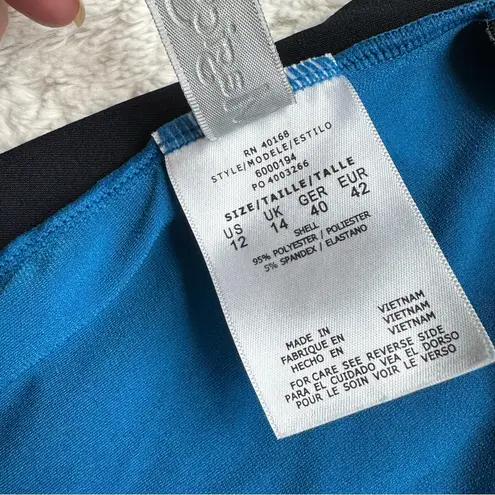 RN 40168
STYLE/MODELE/ESTILO
6000194
PO 4003266
SIZE/TAILLE/TALLE
US UK GER EUR
12 14 40 42
SHELL
95% POLYESTER / POLIESTER
5% SPANDEX / ELASTANO
MADE IN VIETNAM
FABRIQUE EN VIETNAM
HECHO EN VIETNAM
FOR CARE SEE REVERSE SIDE
PARA EL CUIDADO VEA EL DORSO
POUR LE SOIN VOIR LE VERSO